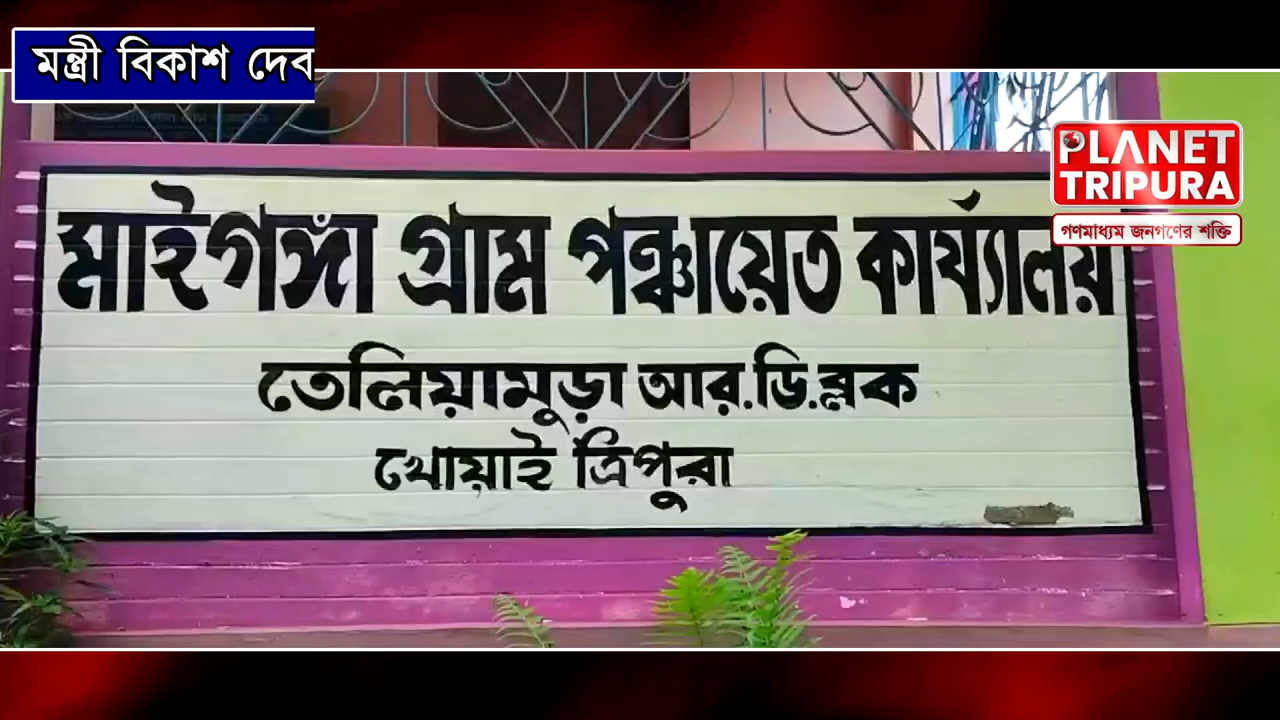 মন্ত্রী বিকাশ দেব
PLANET
TRIPURA
গণমাধ্যম জনগণের শক্তি
মাইগঙ্গাঁ গ্রাম পঞ্চায়েত কার্য্যালয়
তেলিয়ামুড়া আর.ডি.ব্লক
খোয়াই ত্রিপুরা